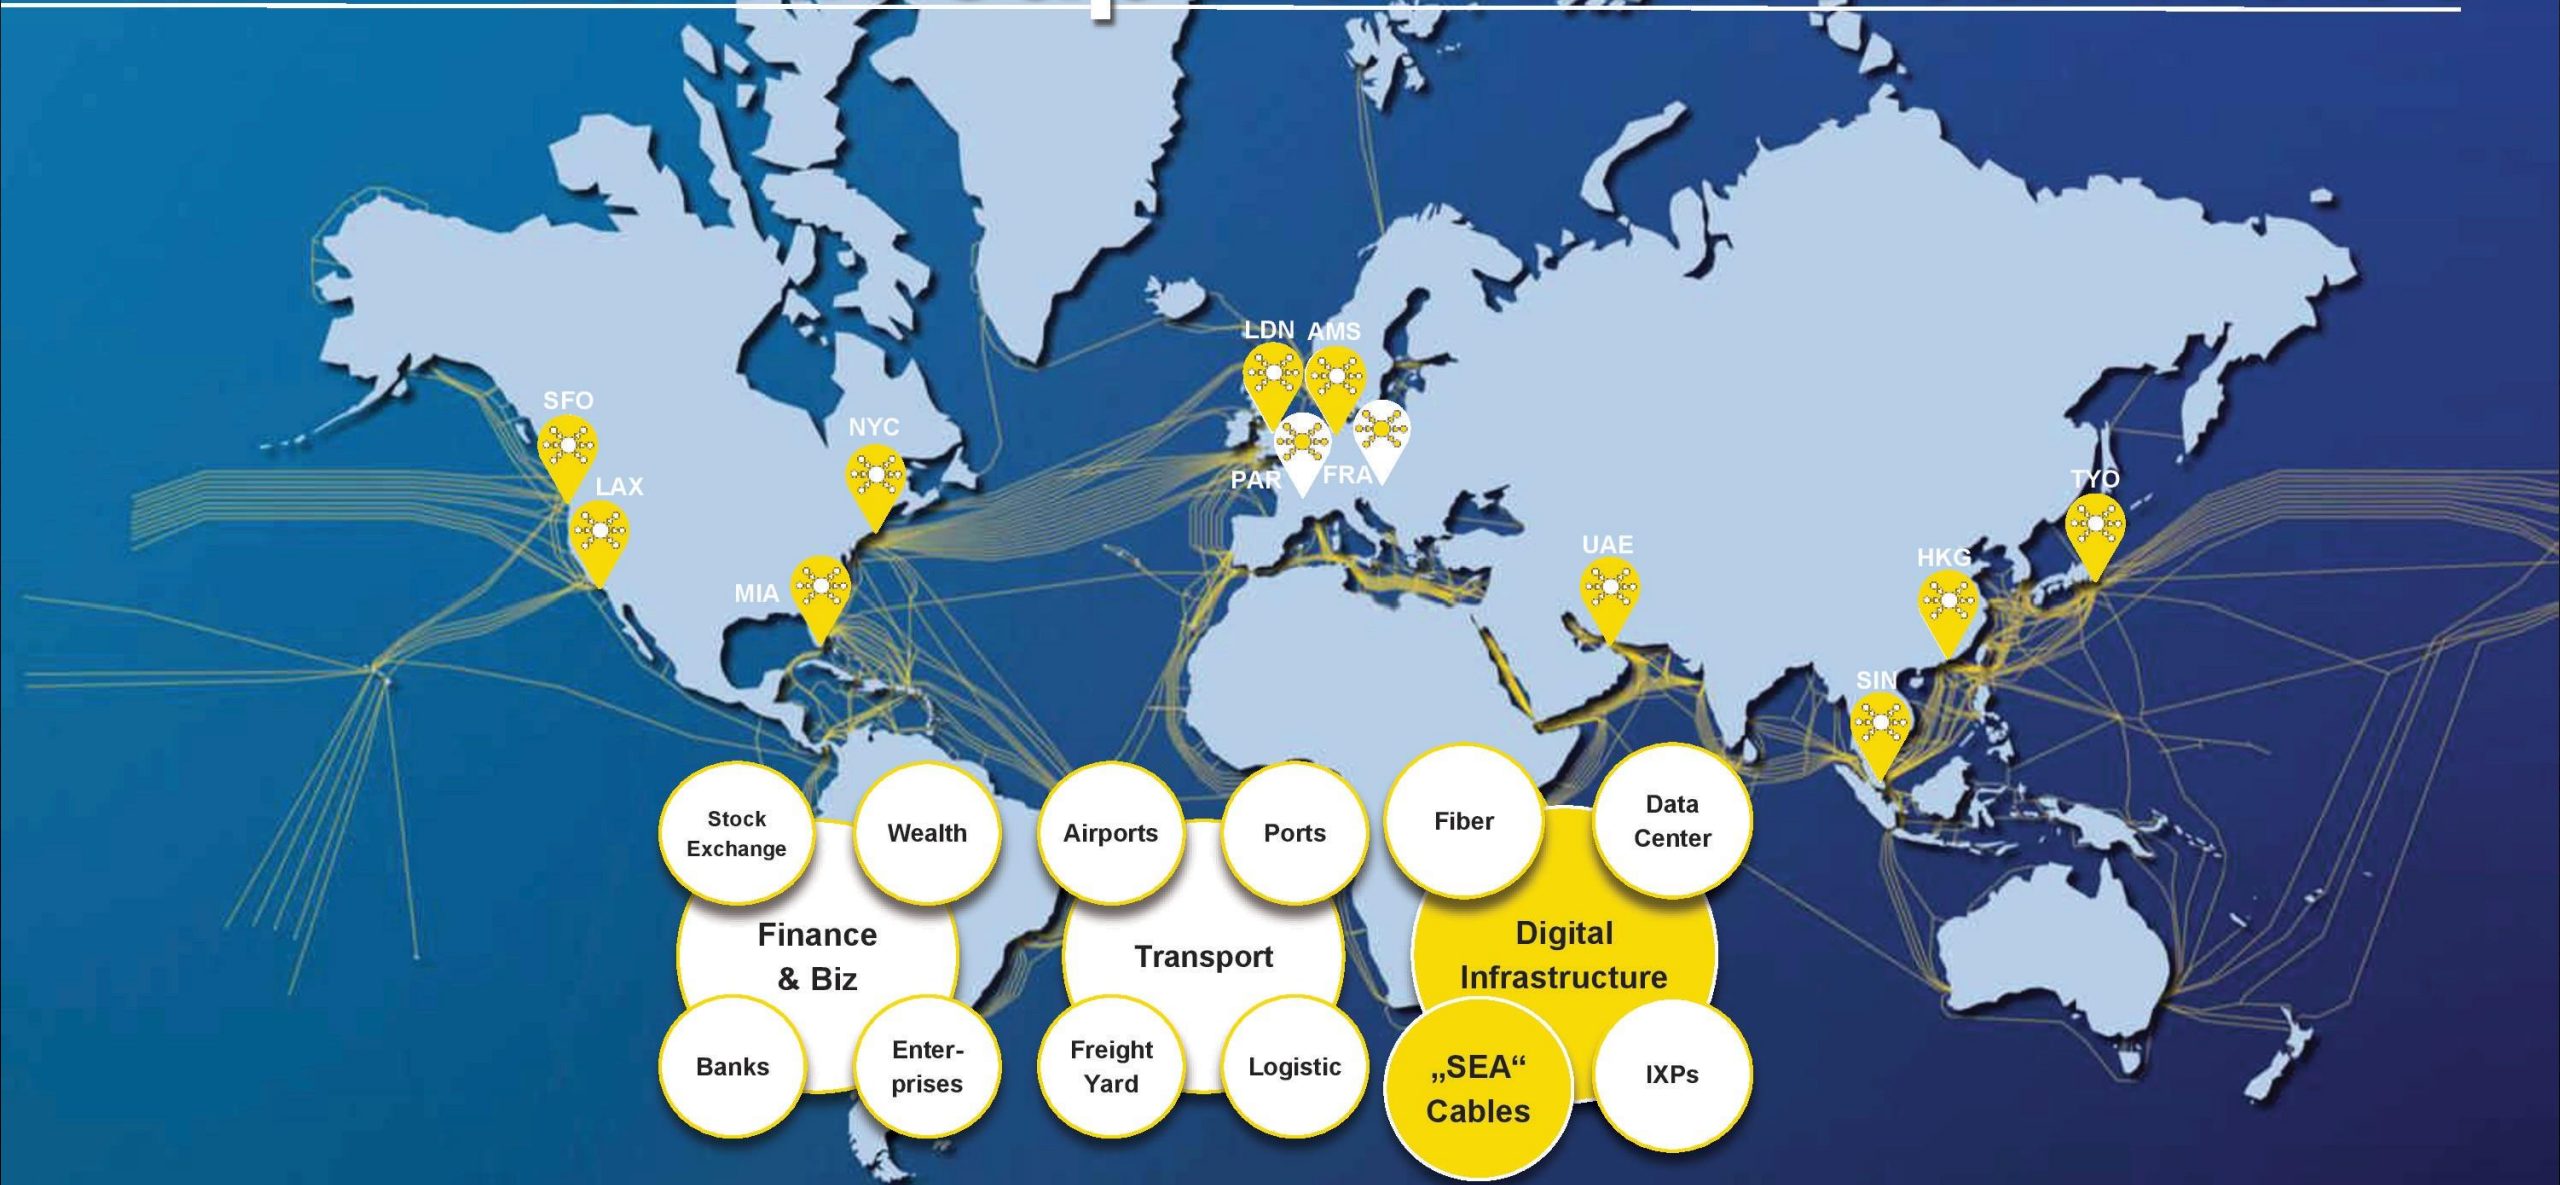 LDN AMS
SFO
NYC
LAX
PAR FRA
TYO
UAE
HKG
MIA
SIN
Stock
Exchange
Wealth
Airports
Ports
Fiber
Data
Center
Finance
& Biz
Transport
Digital
Infrastructure
Banks
Enter-
prises
Freight
Yard
Logistic
„SEA“
Cables
IXPs